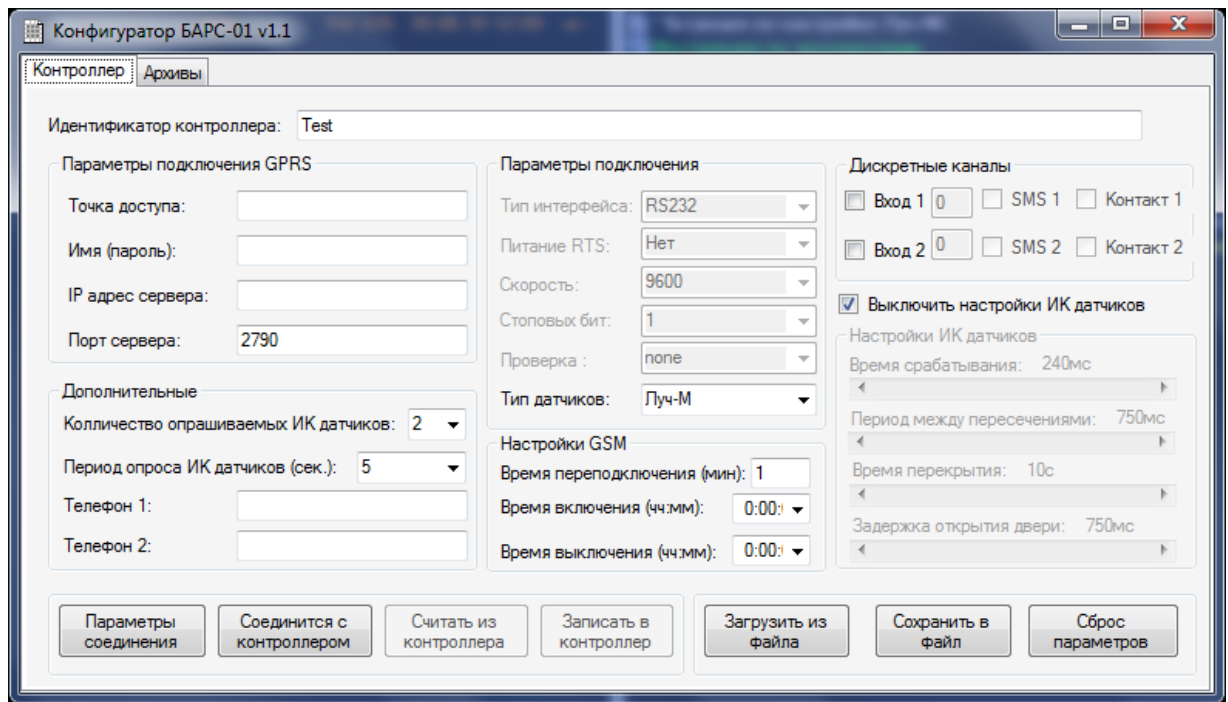 Конфигуратор БАРС-01 v1.1
Контроллер
Архивы
Идентификатор контроллера: Test
Параметры подключения GPRS
Точка доступа:
Имя (пароль):
IP адрес сервера:
Порт сервера: 2790
Дополнительные
Колличество опрашиваемых ИК датчиков: 2
Период опроса ИК датчиков (сек.): 5
Телефон 1:
Телефон 2:
Параметры подключения
Тип интерфейса: RS232
Питание RTS: Нет
Скорость: 9600
Стоповых бит: 1
Проверка : none
Тип датчиков: Луч-М
Настройки GSM
Время переподключения (мин): 1
Время включения (чч:мм): 0:00:
Время выключения (чч:мм): 0:00:
Дискретные каналы
Вход 1 0 SMS 1 Контакт 1
Вход 2 0 SMS 2 Контакт 2
Выключить настройки ИК датчиков
Настройки ИК датчиков
Время срабатывания: 240мс
Период между пересечениями: 750мс
Время перекрытия: 10с
Задержка открытия двери: 750мс
Параметры
соединения
Соединится с
контроллером
Считать из
контроллера
Записать в
контроллер
Загрузить из
файла
Сохранить в
файл
Сброс
параметров